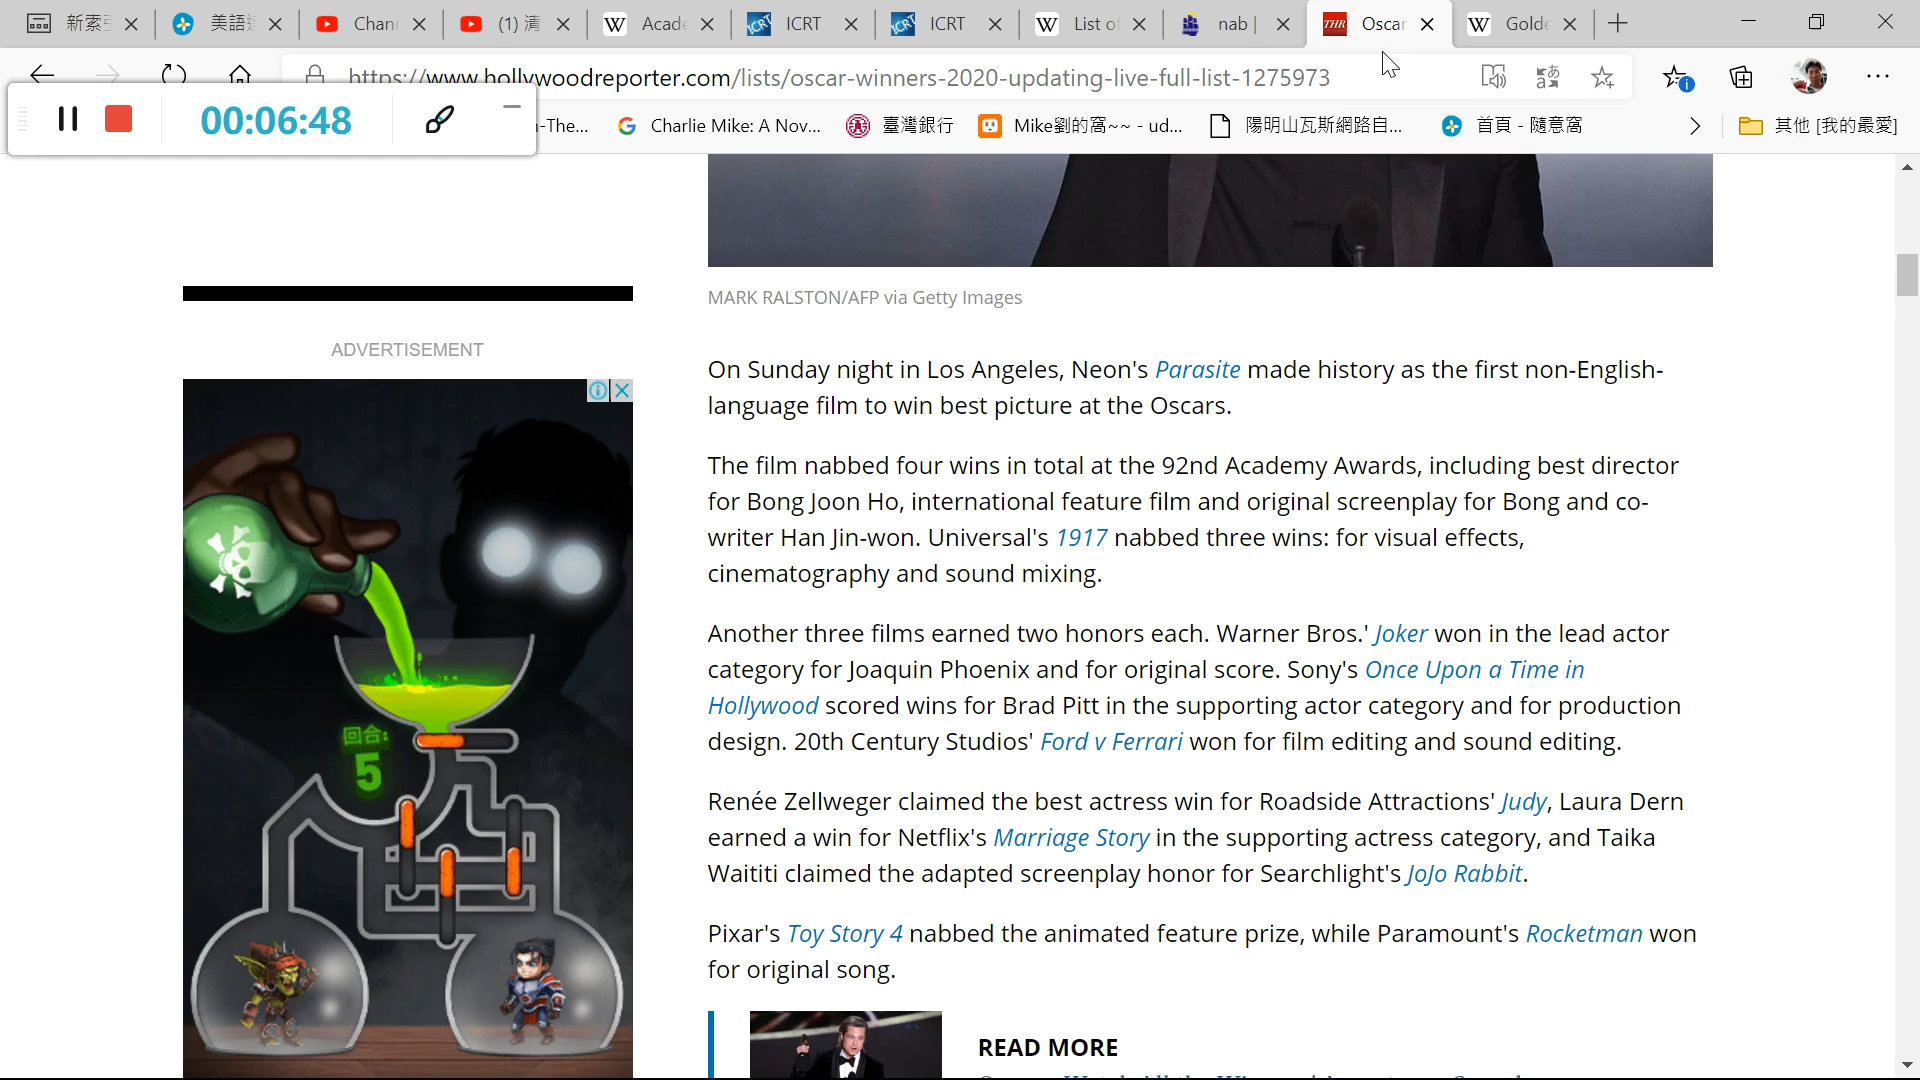 新索
美語
Chan
(1) 清
Acade
ICRT
ICRT
List of
nab |
THR Oscar
Golde
https://www.hollywoodreporter.com/lists/oscar-winners-2020-updating-live-full-list-1275973
00:06:48
-The...
Charlie Mike: A Nov...
臺灣銀行
Mike劉的窩~~ - ud...
陽明山瓦斯網路自...
首頁 - 隨意窩
其他 [我的最愛]
MARK RALSTON/AFP via Getty Images
ADVERTISEMENT
On Sunday night in Los Angeles, Neon's Parasite made history as the first non-English-
language film to win best picture at the Oscars.
The film nabbed four wins in total at the 92nd Academy Awards, including best director
for Bong Joon Ho, international feature film and original screenplay for Bong and co-
writer Han Jin-won. Universal's 1917 nabbed three wins: for visual effects,
cinematography and sound mixing.
Another three films earned two honors each. Warner Bros.' Joker won in the lead actor
category for Joaquin Phoenix and for original score. Sony's Once Upon a Time in
Hollywood scored wins for Brad Pitt in the supporting actor category and for production
design. 20th Century Studios' Ford v Ferrari won for film editing and sound editing.
Renée Zellweger claimed the best actress win for Roadside Attractions' Judy, Laura Dern
earned a win for Netflix's Marriage Story in the supporting actress category, and Taika
Waititi claimed the adapted screenplay honor for Searchlight's JoJo Rabbit.
Pixar's Toy Story 4 nabbed the animated feature prize, while Paramount's Rocketman won
for original song.
回合:
5
READ MORE